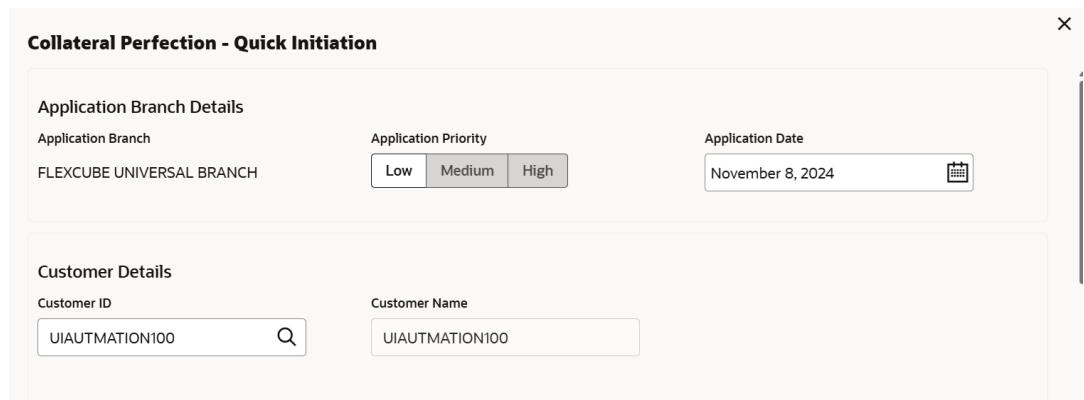 Collateral Perfection - Quick Initiation
Application Branch Details
Application Branch Application Priority Application Date
FLEXCUBE UNIVERSAL BRANCH Low Medium High November 8, 2024
Customer Details
Customer ID Customer Name
UIAUTMATION100 UIAUTMATION100